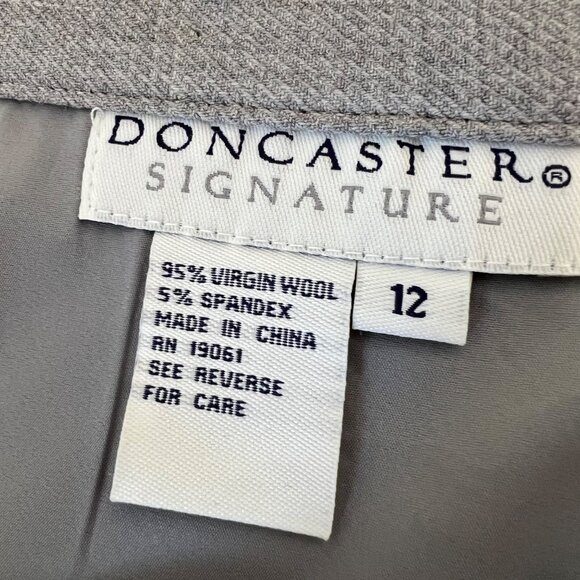 DONCASTER®
SIGNATURE
95% VIRGIN WOOL
5% SPANDEX
MADE IN CHINA
RN 19061
SEE REVERSE
FOR CARE
12